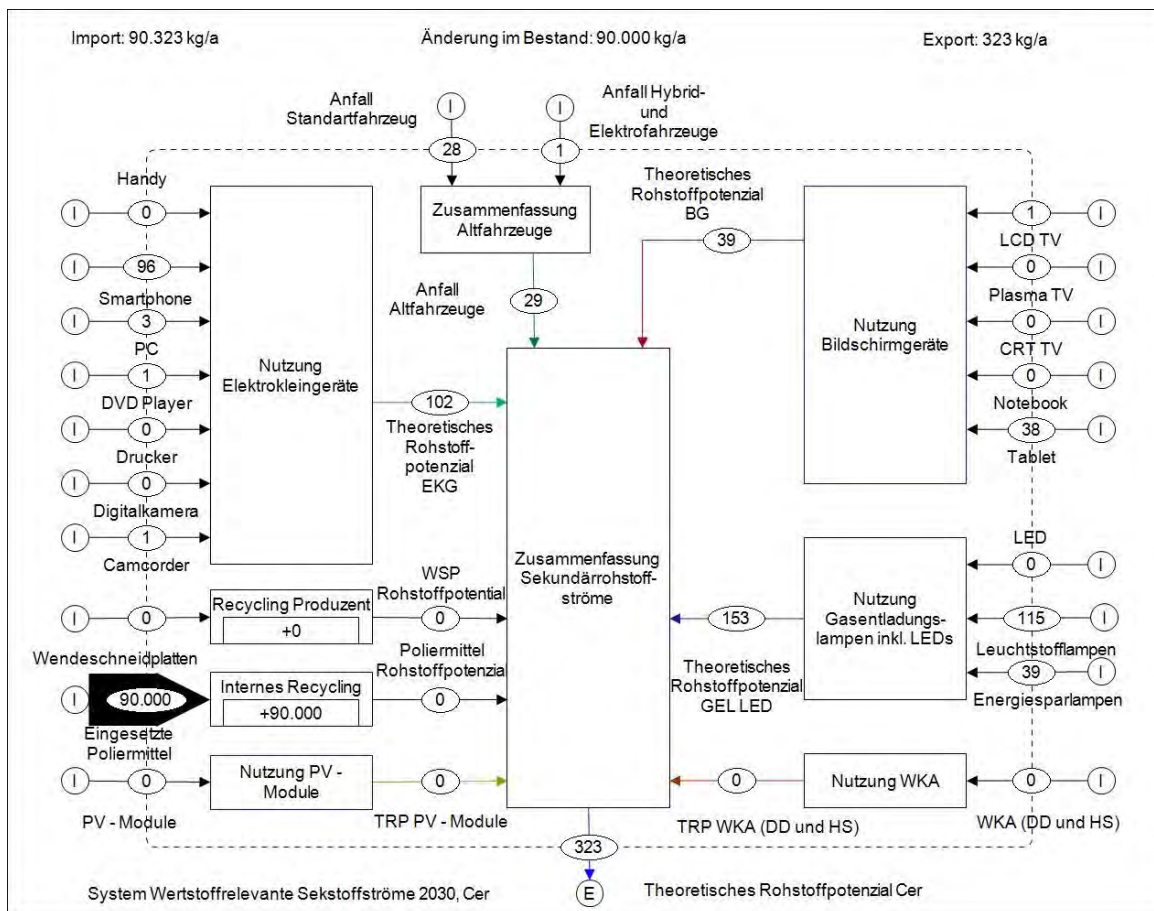 Import: 90.323 kg/a
Änderung im Bestand: 90.000 kg/a
Export: 323 kg/a
Anfall
Standartfahrzeug
I
28
I
1
Anfall Hybrid-
und
Elektrofahrzeuge
Zusammenfassung
Altfahrzeuge
Anfall
Altfahrzeuge
29
Theoretisches
Rohstoffpotenzial
BG
39
Handy
I
0
I
96
Smartphone
I
3
PC
I
1
DVD Player
I
0
Drucker
I
0
Digitalkamera
I
1
Camcorder
Nutzung
Elektrokleingeräte
102
Theoretisches
Rohstoff-
potenzial
EKG
I
0
Wendeschneidplatten
Recycling Produzent
+0
WSP
Rohstoffpotential
0
I
90.000
Eingesetzte
Poliermittel
Internes Recycling
+90.000
Poliermittel
Rohstoffpotenzial
0
I
0
PV - Module
Nutzung PV -
Module
0
TRP PV - Module
Zusammenfassung
Sekundärrohstoff-
ströme
Nutzung
Bildschirmgeräte
1
I
LCD TV
0
I
Plasma TV
0
I
CRT TV
0
I
Notebook
38
I
Tablet
LED
0
I
115
I
Leuchtstofflampen
39
I
Energiesparlampen
Nutzung
Gasentladungs-
lampen inkl. LEDs
153
Theoretisches
Rohstoffpotenzial
GEL LED
Nutzung WKA
0
TRP WKA (DD und HS)
0
I
WKA (DD und HS)
323
E
System Wertstoffrelevante Sekstoffströme 2030, Cer
Theoretisches Rohstoffpotenzial Cer